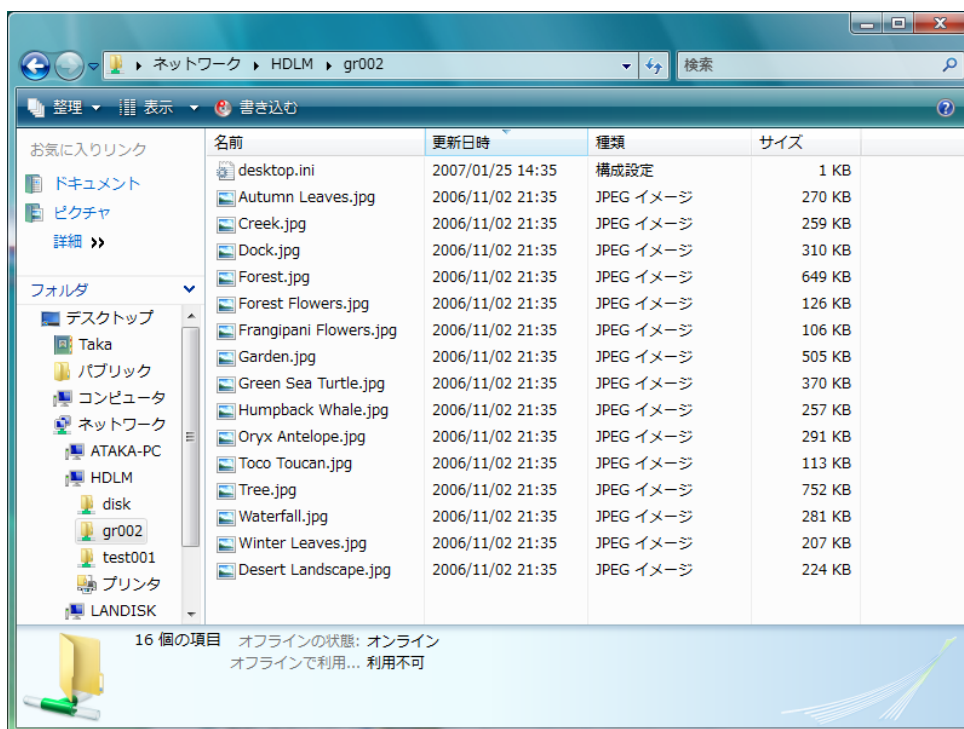 ネットワーク ▸ HDLM ▸ gr002
検索
整理 表示 書き込む
お気に入りリンク
ドキュメント
ピクチャ
詳細 »
フォルダ
デスクトップ
Taka
パブリック
コンピュータ
ネットワーク
ATAKA-PC
HDLM
disk
gr002
test001
プリンタ
LANDISK
名前 更新日時 種類 サイズ
desktop.ini 2007/01/25 14:35 構成設定 1 KB
Autumn Leaves.jpg 2006/11/02 21:35 JPEG イメージ 270 KB
Creek.jpg 2006/11/02 21:35 JPEG イメージ 259 KB
Dock.jpg 2006/11/02 21:35 JPEG イメージ 310 KB
Forest.jpg 2006/11/02 21:35 JPEG イメージ 649 KB
Forest Flowers.jpg 2006/11/02 21:35 JPEG イメージ 126 KB
Frangipani Flowers.jpg 2006/11/02 21:35 JPEG イメージ 106 KB
Garden.jpg 2006/11/02 21:35 JPEG イメージ 505 KB
Green Sea Turtle.jpg 2006/11/02 21:35 JPEG イメージ 370 KB
Humpback Whale.jpg 2006/11/02 21:35 JPEG イメージ 257 KB
Oryx Antelope.jpg 2006/11/02 21:35 JPEG イメージ 291 KB
Toco Toucan.jpg 2006/11/02 21:35 JPEG イメージ 113 KB
Tree.jpg 2006/11/02 21:35 JPEG イメージ 752 KB
Waterfall.jpg 2006/11/02 21:35 JPEG イメージ 281 KB
Winter Leaves.jpg 2006/11/02 21:35 JPEG イメージ 207 KB
Desert Landscape.jpg 2006/11/02 21:35 JPEG イメージ 224 KB
16 個の項目 オフラインの状態: オンライン
オフラインで利用... 利用不可